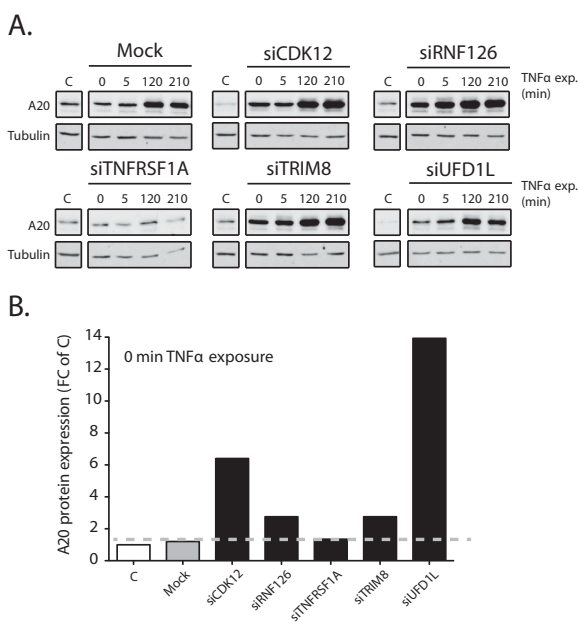 A.
Mock siCDK12 siRNF126
C 0 5 120 210 C 0 5 120 210 C 0 5 120 210 TNFα exp.
(min)
A20
Tubulin
siTNFRSF1A siTRIM8 siUFD1L
C 0 5 120 210 C 0 5 120 210 C 0 5 120 210 TNFα exp.
(min)
A20
Tubulin
B.
A20 protein expression (FC of C)
14
12
10
8
6
4
2
0
0 min TNFα exposure
C Mock siCDK12 siRNF126 siTNFRSF1A siTRIM8 siUFD1L